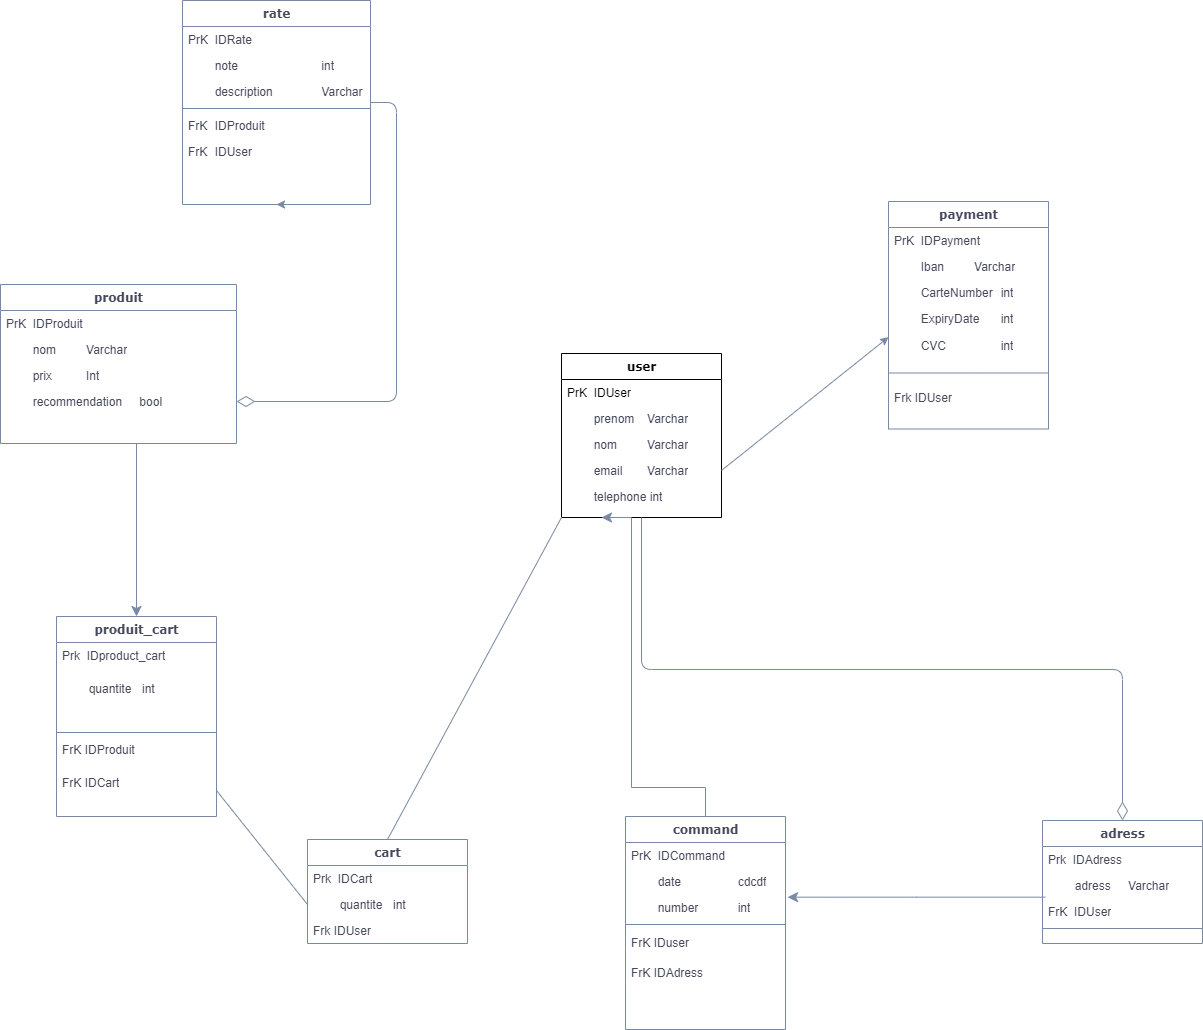 rate
PrK IDRate
note int
description Varchar
FrK IDProduit
FrK IDUser
payment
PrK IDPayment
Iban Varchar
CarteNumber int
ExpiryDate int
CVC int
Frk IDUser
produit
PrK IDProduit
nom Varchar
prix Int
recommendation bool
user
PrK IDUser
prenom Varchar
nom Varchar
email Varchar
telephone int
produit_cart
Prk IDproduct_cart
quantite int
FrK IDProduit
FrK IDCart
cart
Prk IDCart
quantite int
Frk IDUser
command
PrK IDCommand
date cdcdf
number int
FrK IDuser
FrK IDAdress
adress
Prk IDAdress
adress Varchar
FrK IDUser